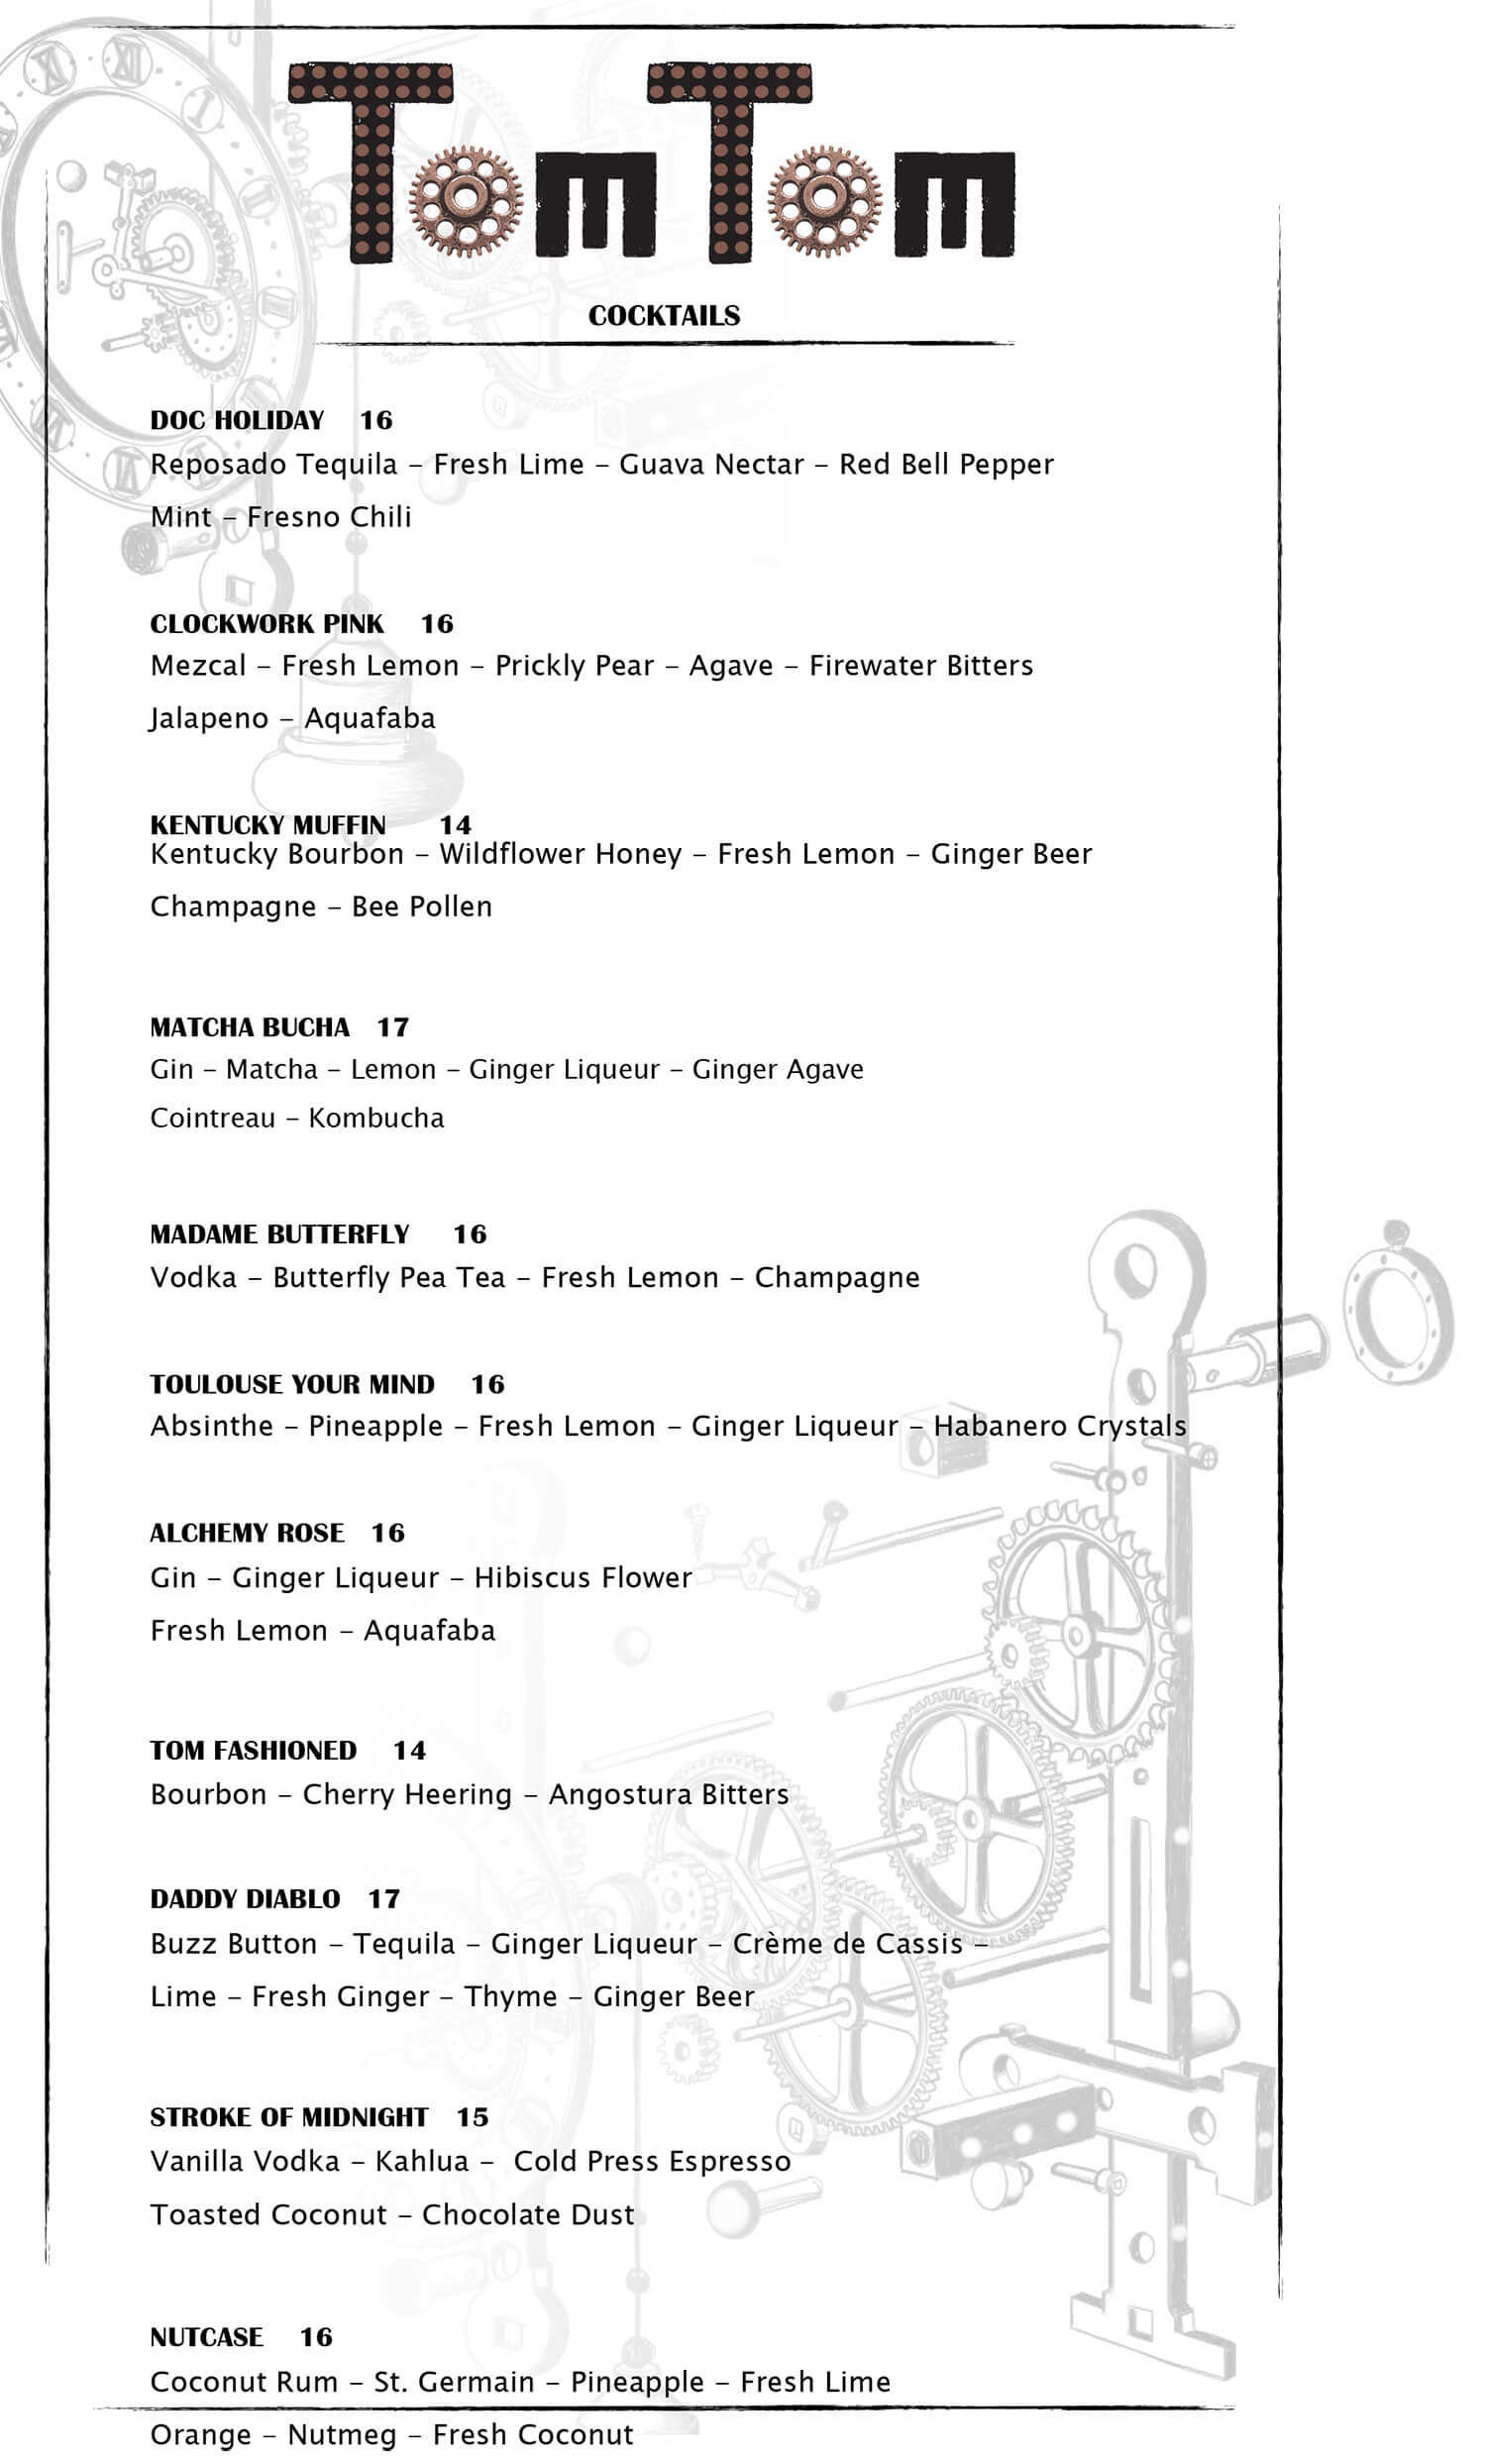 TomTom
COCKTAILS
DOC HOLIDAY 16
Reposado Tequila – Fresh Lime – Guava Nectar – Red Bell Pepper
Mint – Fresno Chili
CLOCKWORK PINK 16
Mezcal – Fresh Lemon – Prickly Pear – Agave – Firewater Bitters
Jalapeno – Aquafaba
KENTUCKY MUFFIN 14
Kentucky Bourbon – Wildflower Honey – Fresh Lemon – Ginger Beer
Champagne – Bee Pollen
MATCHA BUCHA 17
Gin – Matcha – Lemon – Ginger Liqueur – Ginger Agave
Cointreau – Kombucha
MADAME BUTTERFLY 16
Vodka – Butterfly Pea Tea – Fresh Lemon – Champagne
TOULOUSE YOUR MIND 16
Absinthe – Pineapple – Fresh Lemon – Ginger Liqueur – Habanero Crystals
ALCHEMY ROSE 16
Gin – Ginger Liqueur – Hibiscus Flower
Fresh Lemon – Aquafaba
TOM FASHIONED 14
Bourbon – Cherry Heering – Angostura Bitters
DADDY DIABLO 17
Buzz Button – Tequila – Ginger Liqueur – Crème de Cassis –
Lime – Fresh Ginger – Thyme – Ginger Beer
STROKE OF MIDNIGHT 15
Vanilla Vodka – Kahlua – Cold Press Espresso
Toasted Coconut – Chocolate Dust
NUTCASE 16
Coconut Rum – St. Germain – Pineapple – Fresh Lime
Orange – Nutmeg – Fresh Coconut